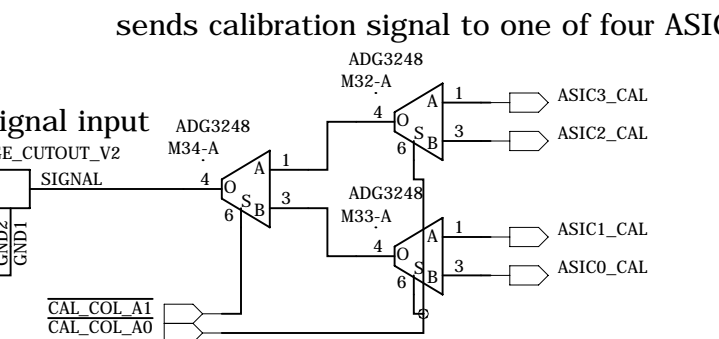 sends calibration signal to one of four ASIC
ADG3248
M32-A
4
O
A
1
ASIC3_CAL
S
B
3
ASIC2_CAL
6
ignal input
E_CUTOUT_V2
SIGNAL
GND2
GND1
ADG3248
M34-A
4
O
A
1
S
B
3
6
ADG3248
M33-A
4
O
A
1
ASIC1_CAL
S
B
3
ASIC0_CAL
6
CAL_COL_A1
CAL_COL_A0